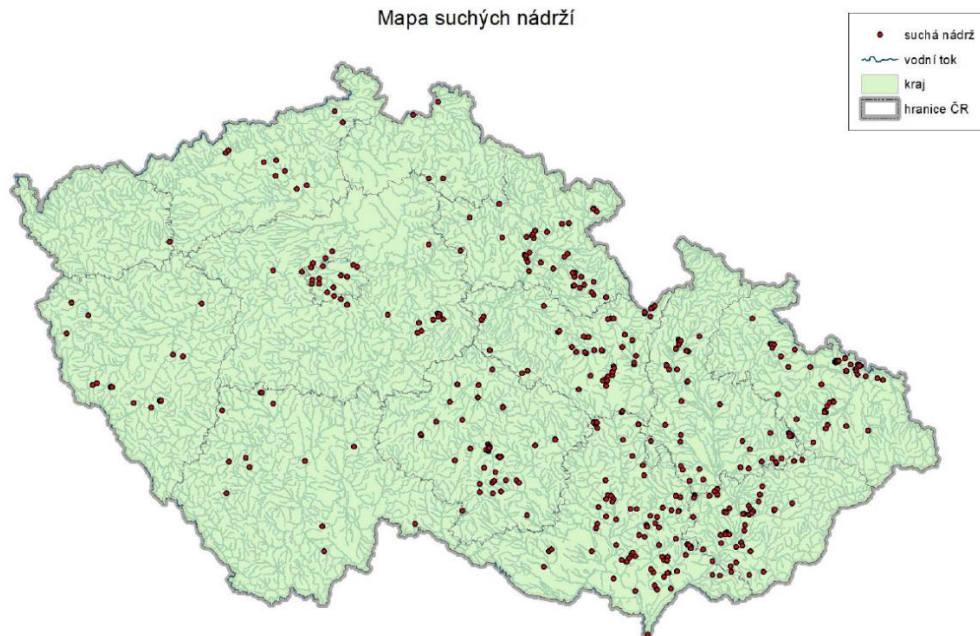 Mapa suchých nádrží
suchá nádrž
vodní tok
kraj
hranice ČR